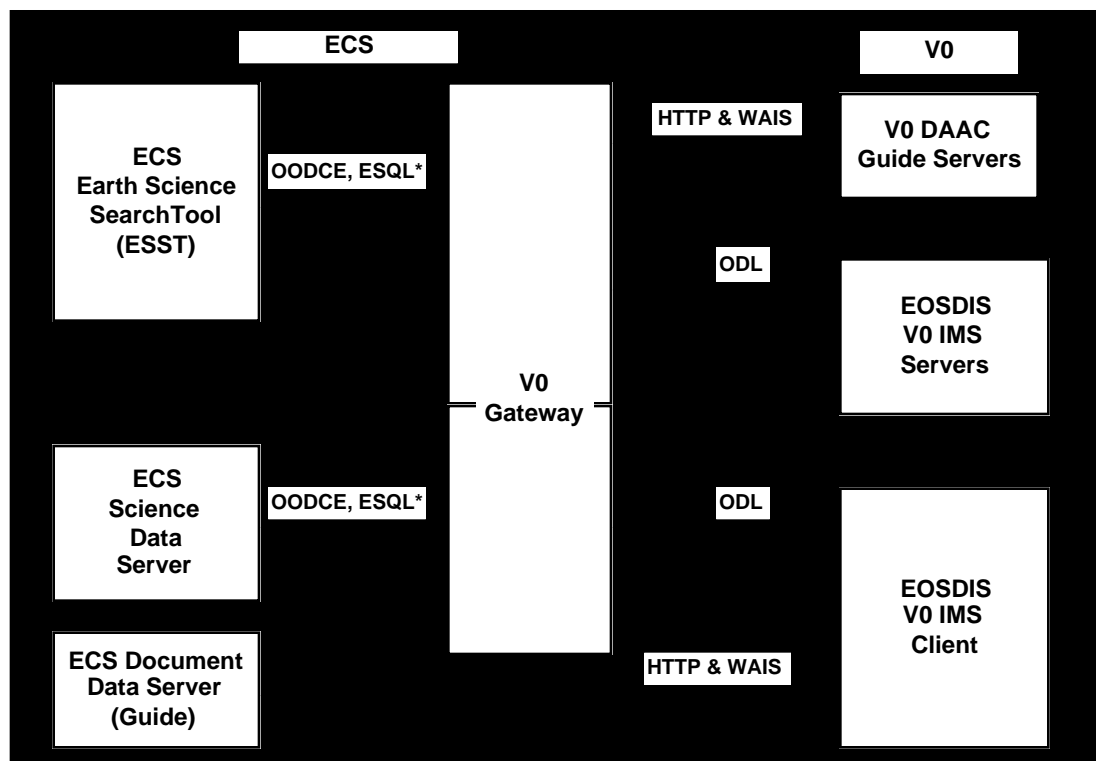 ECS
V0
ECS
Earth Science
SearchTool
(ESST)
OODCE, ESQL*
V0
Gateway
HTTP & WAIS
V0 DAAC
Guide Servers
ODL
EOSDIS
V0 IMS
Servers
ECS
Science
Data
Server
OODCE, ESQL*
ODL
EOSDIS
V0 IMS
Client
ECS Document
Data Server
(Guide)
HTTP & WAIS